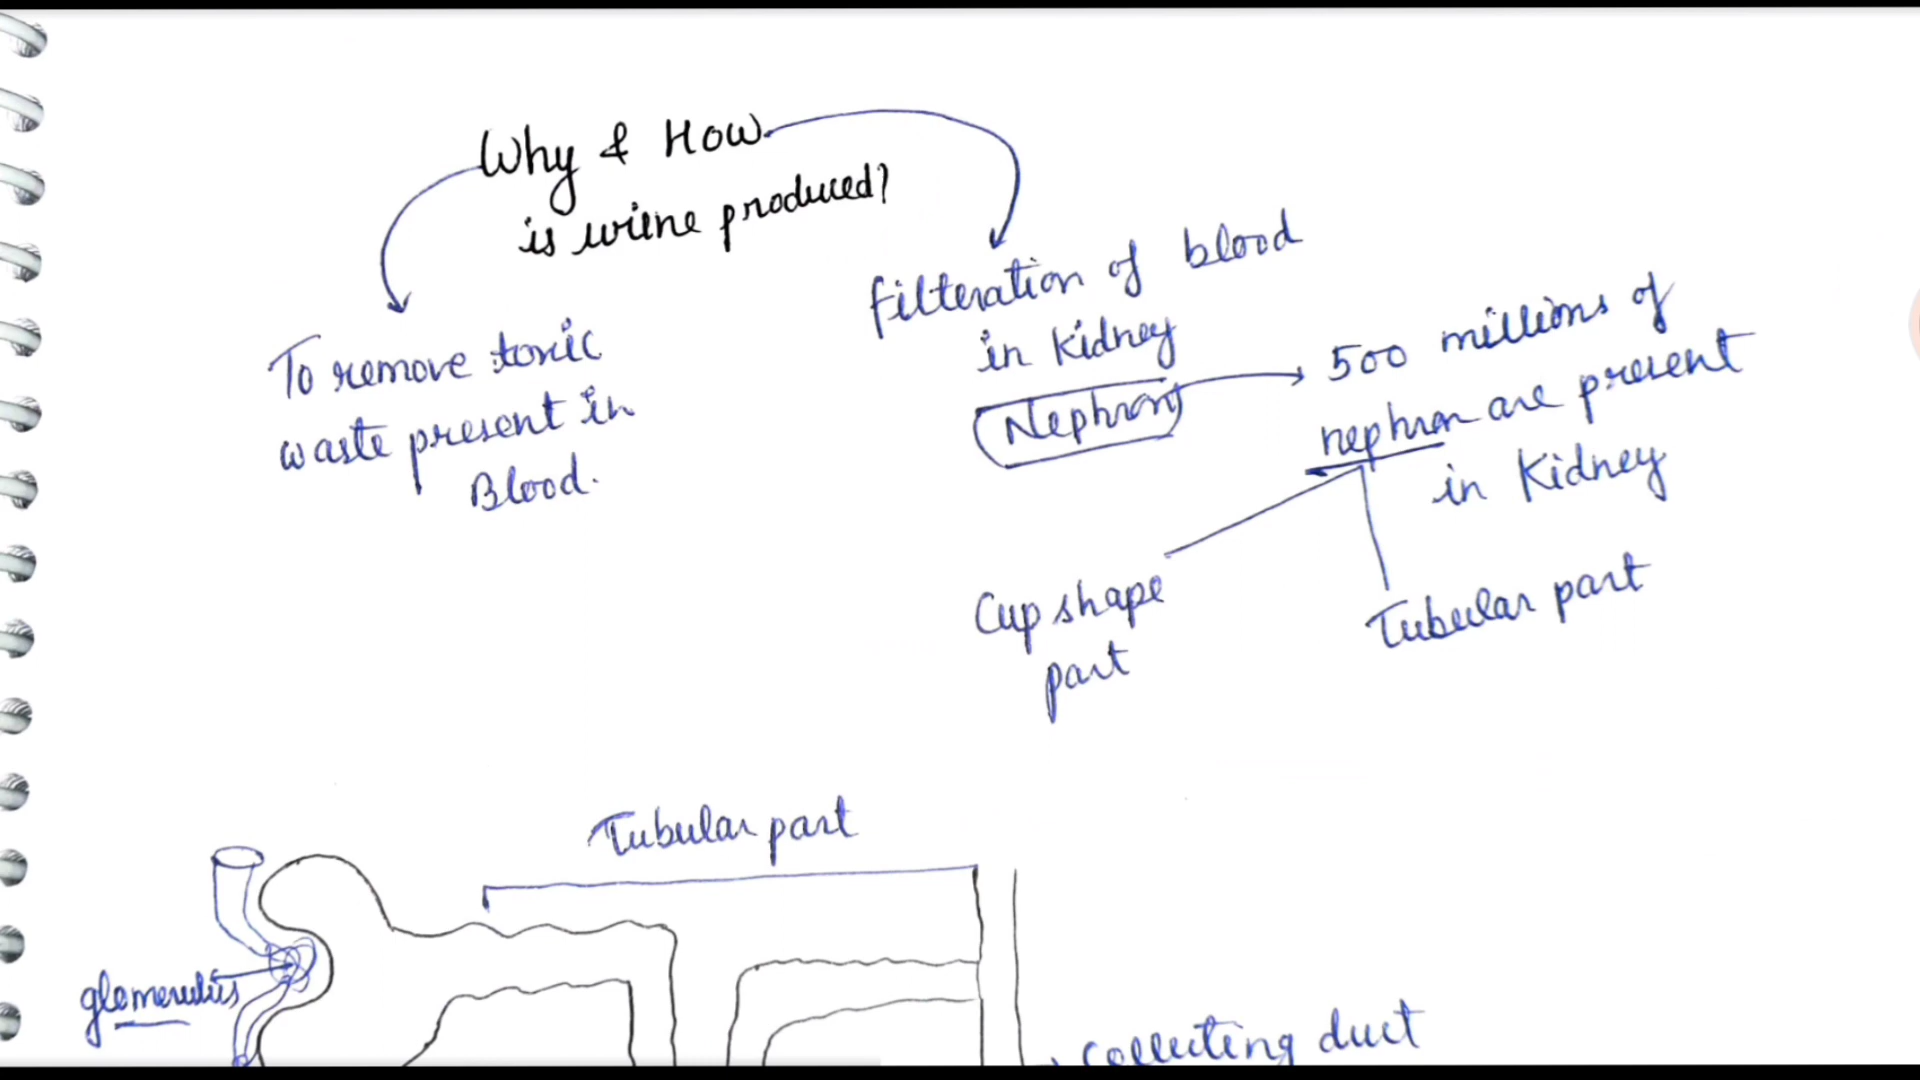 Why & How
is urine produced?
To remove toxic
waste present in
Blood.
filteration of blood
in Kidney
Nephron
500 millions of
nephron are present
in Kidney
Cup shape
part
Tubular part
Tubular part
glomerulus
collecting duct